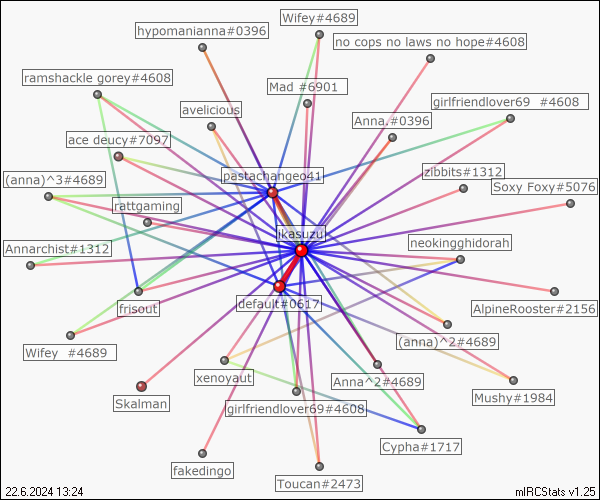 Wifey#4689
hypomanianna#0396
no cops no laws no hope#4608
ramshackle gorey#4608
Mad #6901
girlfriendlover69 #4608
avelicious
Anna.#0396
ace deucy#7097
zibbits#1312
pastachangeo41
(anna)^3#4689
Soxy Foxy#5076
rattgaming
jkasuzu
neokingghidorah
Annarchist#1312
default#0617
frisout
AlpineRooster#2156
(anna)^2#4689
Wifey #4689
xenoyaut
Anna^2#4689
Mushy#1984
Skalman
girlfriendlover69#4608
Cypha#1717
fakedingo
Toucan#2473
22.6.2024 13:24
mIRCStats v1.25